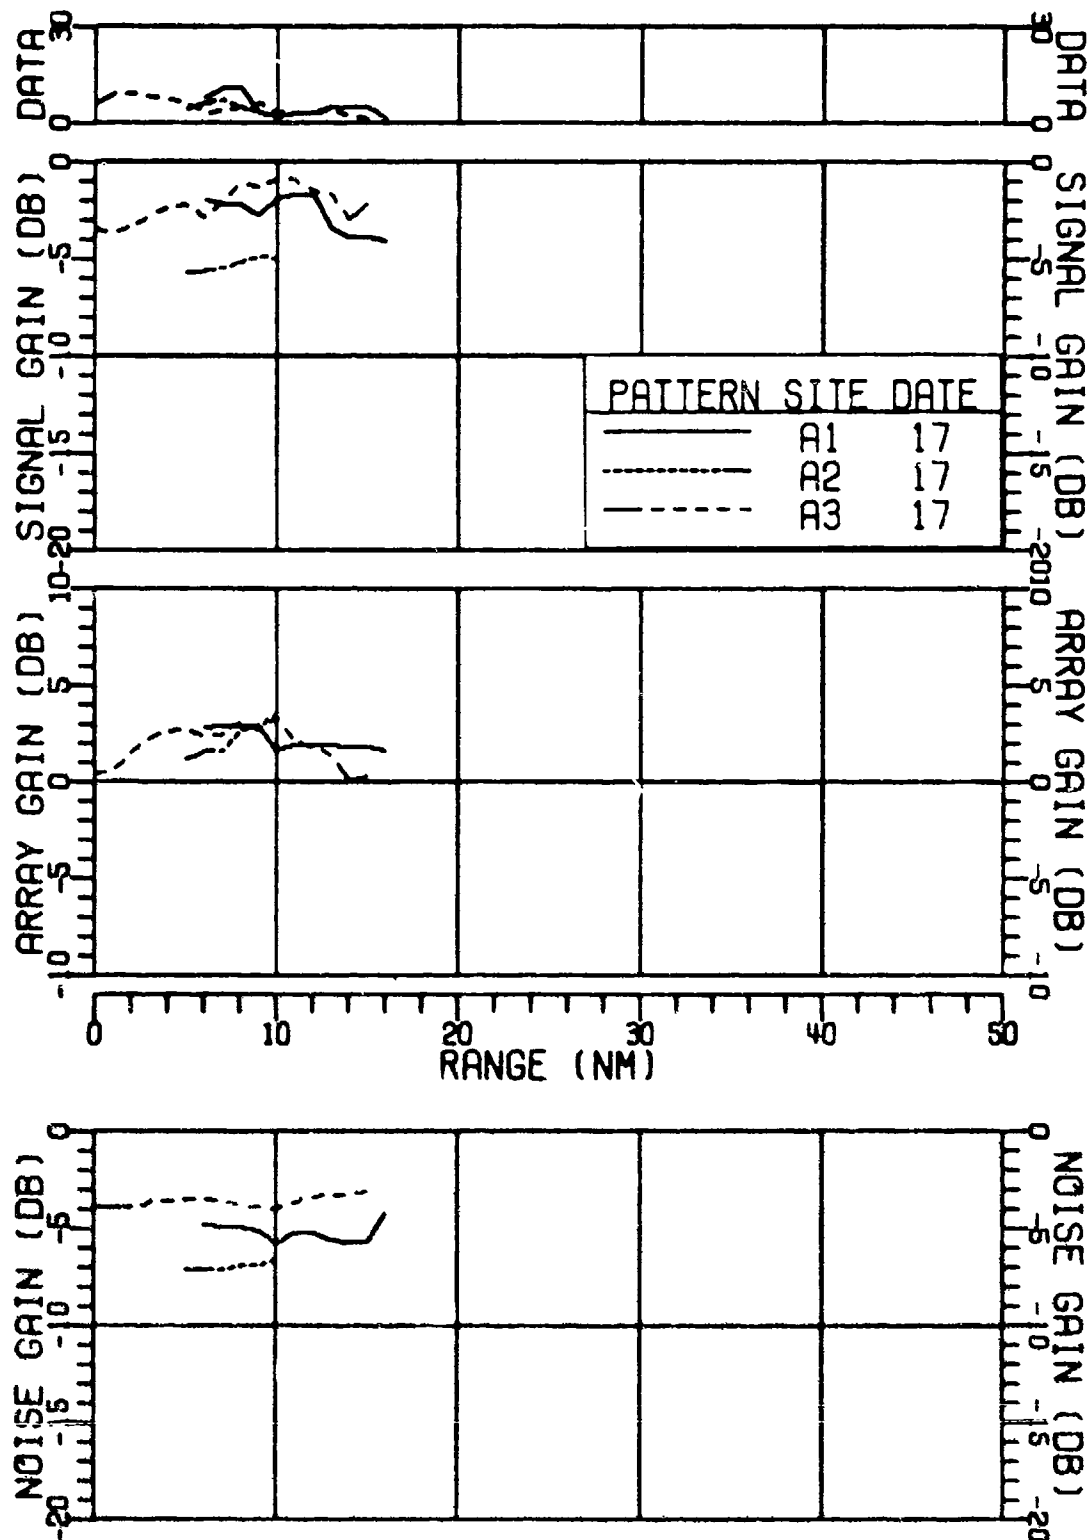 DATA
30
0
30
0
DATA
SIGNAL GAIN (DB)
0
-5
-10
-15
-20
0
-5
-10
-15
-20
SIGNAL GAIN (DB)
PATTERN SITE DATE
A1 17
A2 17
A3 17
ARRAY GAIN (DB)
10
5
0
-5
-10
10
5
0
-5
-10
ARRAY GAIN (DB)
0 10 20 30 40 50
RANGE (NM)
NOISE GAIN (DB)
0
-5
-10
-15
-20
0
-5
-10
-15
-20
NOISE GAIN (DB)